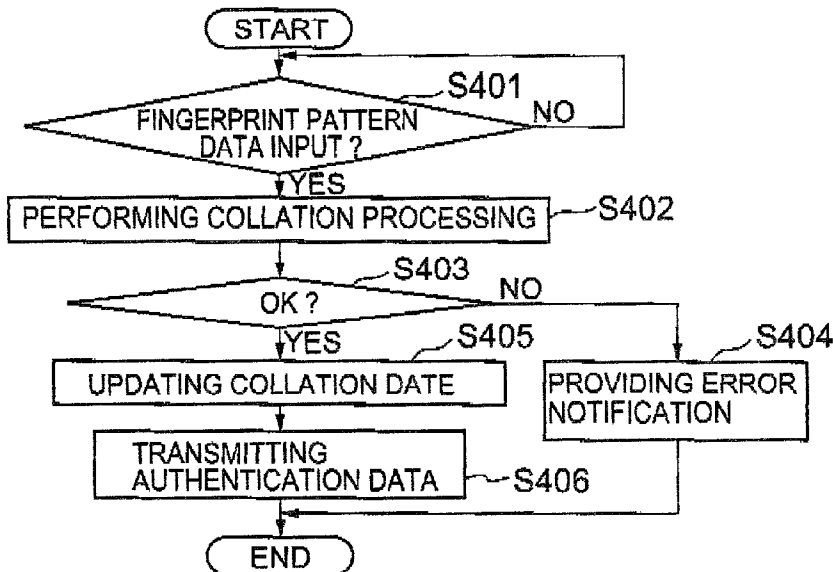 START
S401
NO
FINGERPRINT PATTERN
DATA INPUT ?
YES
PERFORMING COLLATION PROCESSING
S402
S403
NO
OK ?
YES
S405
S404
UPDATING COLLATION DATE
PROVIDING ERROR
NOTIFICATION
TRANSMITTING
AUTHENTICATION DATA
S406
END